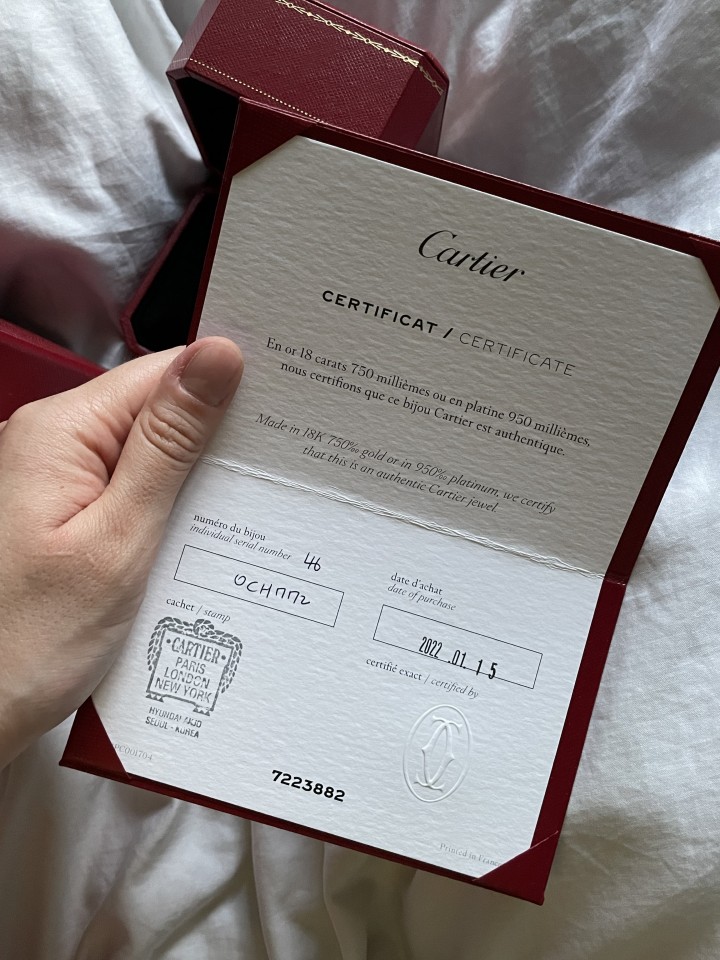 Cartier
CERTIFICAT / CERTIFICATE
En or 18 carats 750 millièmes ou en platine 950 millièmes,
nous certifions que ce bijou Cartier est authentique.
Made in 18K 750‰ gold or in 950‰ platinum, we certify
that this is an authentic Cartier jewel
numéro du bijou
individual serial number 46
date d'achat
date of purchase
2022 .01 15
cachet / stamp
certifié exact / certified by
•CARTIER•
PARIS
LONDON
NEW YORK
SEOUL - KOREA
7223882
Printed in France